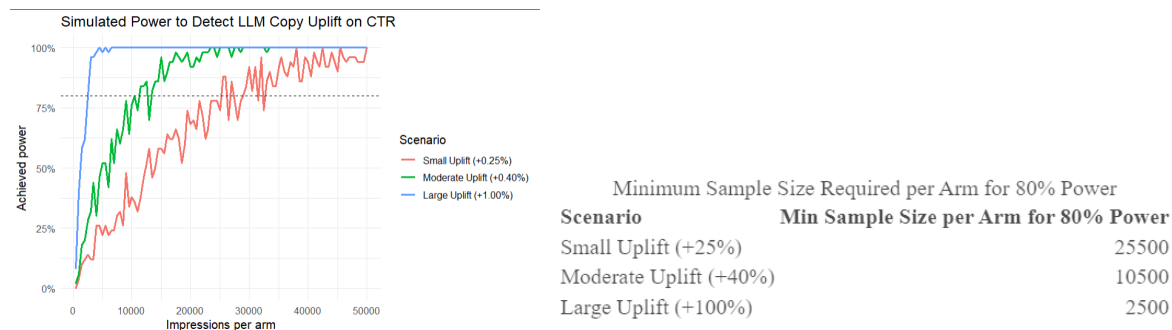 Simulated Power to Detect LLM Copy Uplift on CTR
100%
75%
50%
25%
0%
Achieved power
0
10000
20000
30000
40000
50000
Impressions per arm
Scenario
Small Uplift (+0.25%)
Moderate Uplift (+0.40%)
Large Uplift (+1.00%)
Minimum Sample Size Required per Arm for 80% Power
Scenario Min Sample Size per Arm for 80% Power
Small Uplift (+25%) 25500
Moderate Uplift (+40%) 10500
Large Uplift (+100%) 2500